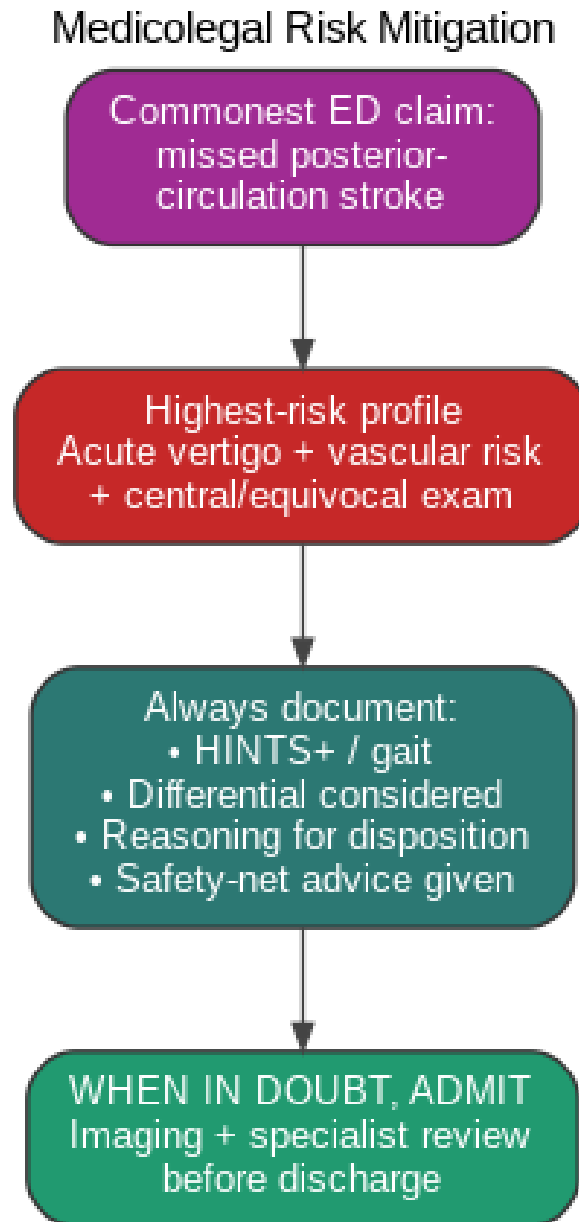 Medicolegal Risk Mitigation
Commonest ED claim:
missed posterior-
circulation stroke
Highest-risk profile
Acute vertigo + vascular risk
+ central/equivocal exam
Always document:
• HINTS+ / gait
• Differential considered
• Reasoning for disposition
• Safety-net advice given
WHEN IN DOUBT, ADMIT
Imaging + specialist review
before discharge